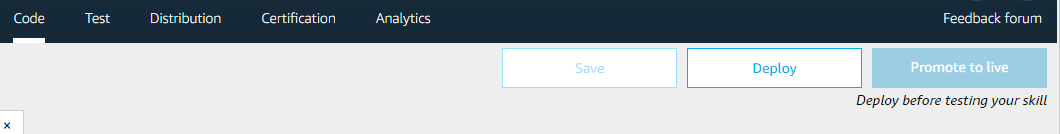 Code Test Distribution Certification Analytics Feedback forum
Save Deploy Promote to live
Deploy before testing your skill
×